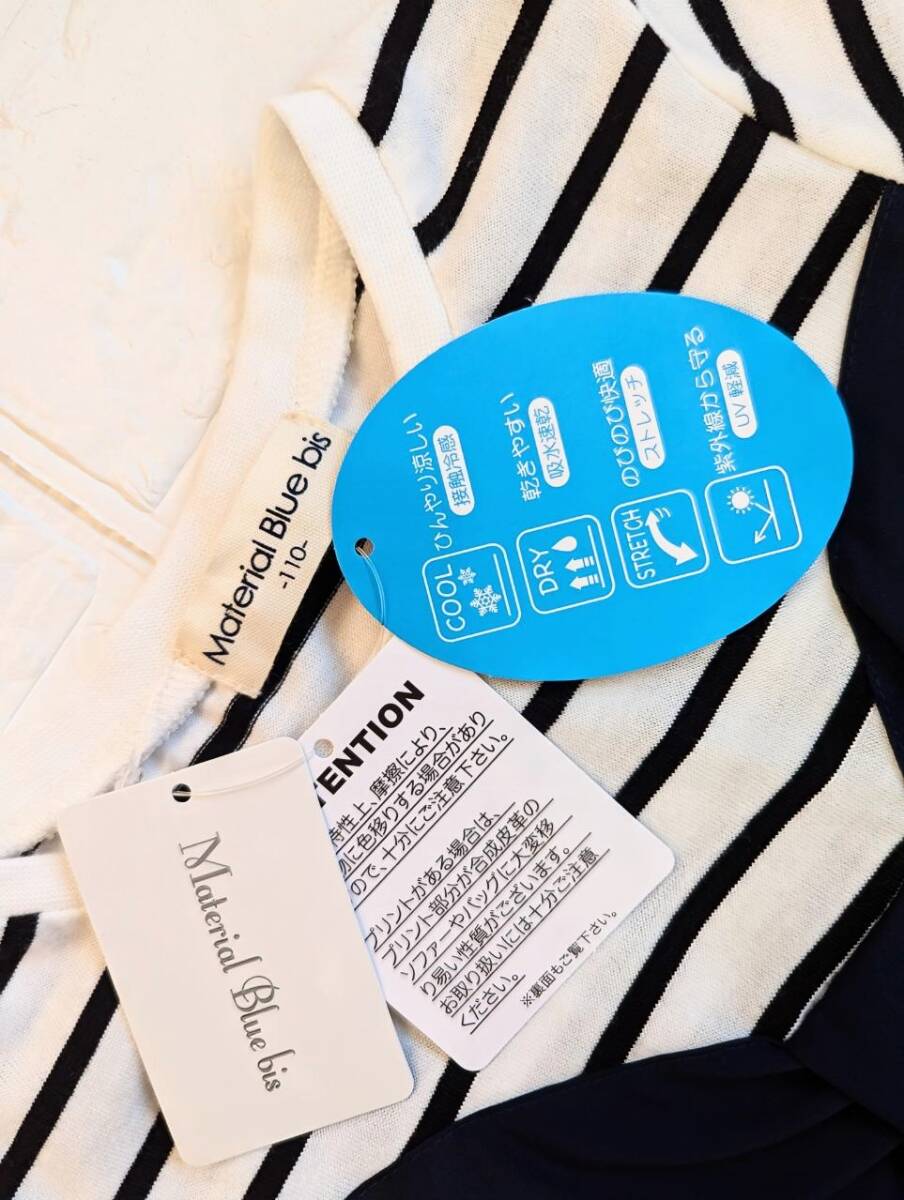 Material Blue bis
-110-
COOL
ひんやり涼しい
接触冷感
DRY
乾きやすい
吸水速乾
STRETCH
のびのび快適
ストレッチ
紫外線から守る
UV 軽減
TENTION
特性上、摩擦により、
物に色移りする場合があり
ので、十分にご注意下さい。
プリントがある場合は、
プリント部分が合成皮革の
ソファーやバッグに大変移
り易い性質がございます。
お取り扱いには十分ご注意
ください。
※裏面もご覧下さい。
Material Blue bis